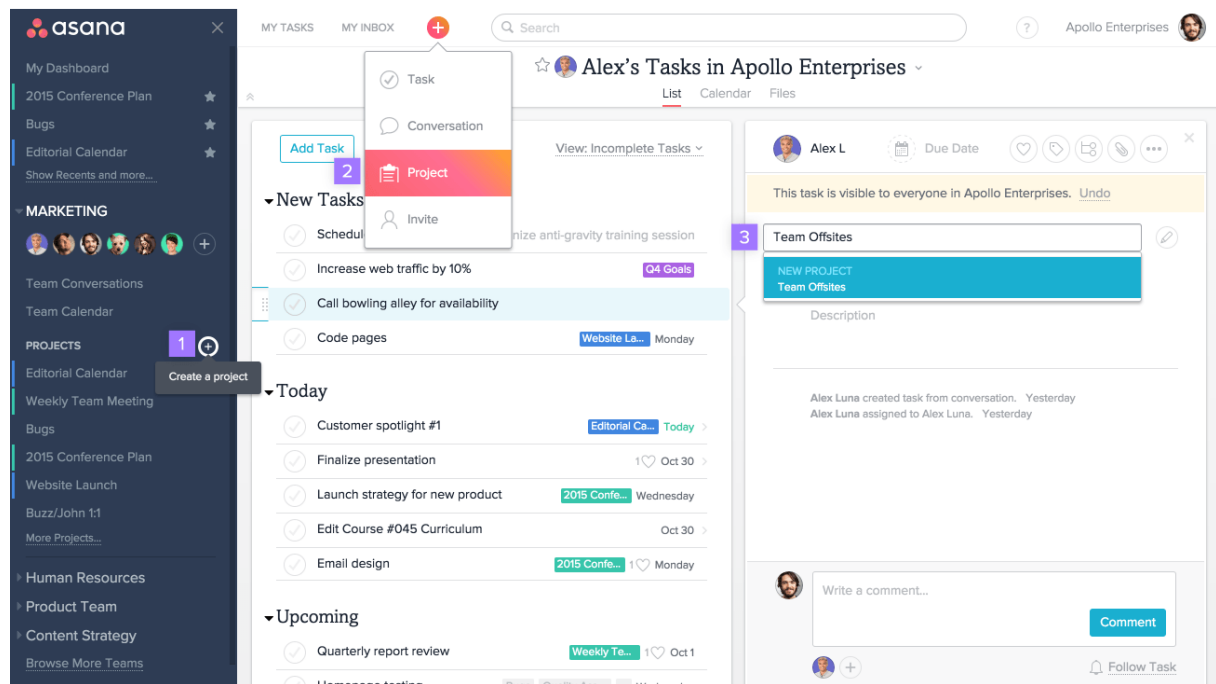 asana
My Dashboard
2015 Conference Plan
Bugs
Editorial Calendar
Show Recents and more...
MARKETING
Team Conversations
Team Calendar
PROJECTS
1
Create a project
Editorial Calendar
Weekly Team Meeting
Bugs
2015 Conference Plan
Website Launch
Buzz/John 1:1
More Projects...
Human Resources
Product Team
Content Strategy
Browse More Teams
MY TASKS MY INBOX
Search
? Apollo Enterprises
Task
Conversation
2 Project
Invite
Alex's Tasks in Apollo Enterprises
List Calendar Files
Add Task View: Incomplete Tasks
New Tasks
anti-gravity training session
Increase web traffic by 10% Q4 Goals
Call bowling alley for availability
Code pages Website La... Monday
Today
Customer spotlight #1 Editorial Ca... Today
Finalize presentation 1 Oct 30
Launch strategy for new product 2015 Confe... Wednesday
Edit Course #045 Curriculum Oct 30
Email design 2015 Confe... 1 Monday
Upcoming
Quarterly report review Weekly Te... 1 Oct 1
Alex L Due Date
This task is visible to everyone in Apollo Enterprises. Undo
3 Team Offsites
NEW PROJECT
Team Offsites
Description
Alex Luna created task from conversation. Yesterday
Alex Luna assigned to Alex Luna. Yesterday
Write a comment...
Comment
Follow Task